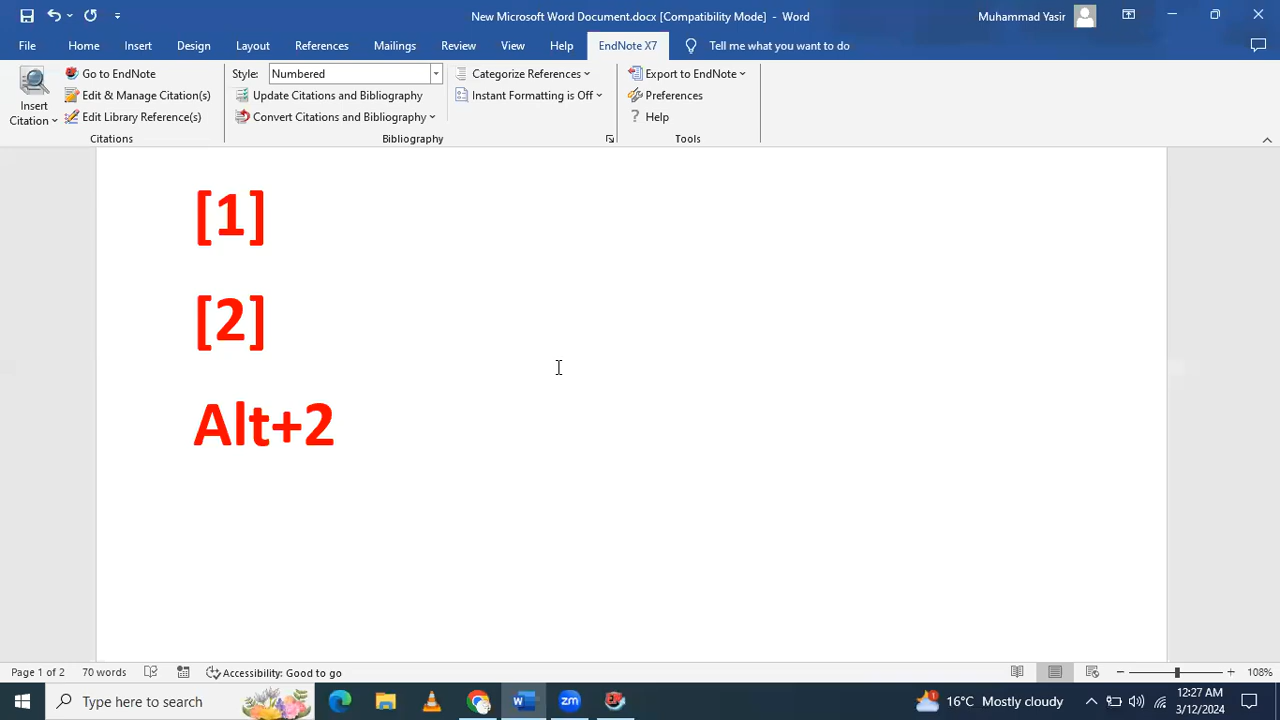 New Microsoft Word Document.docx [Compatibility Mode] - Word
Muhammad Yasir
File Home Insert Design Layout References Mailings Review View Help EndNote X7 Tell me what you want to do
Insert Citation
Go to EndNote
Edit & Manage Citation(s)
Edit Library Reference(s)
Citations
Style: Numbered
Update Citations and Bibliography
Convert Citations and Bibliography
Categorize References
Instant Formatting is Off
Bibliography
Export to EndNote
Preferences
? Help
Tools
[1]
[2]
Alt+2
Page 1 of 2 70 words Accessibility: Good to go 108%
Type here to search
zm
16°C Mostly cloudy
12:27 AM
3/12/2024